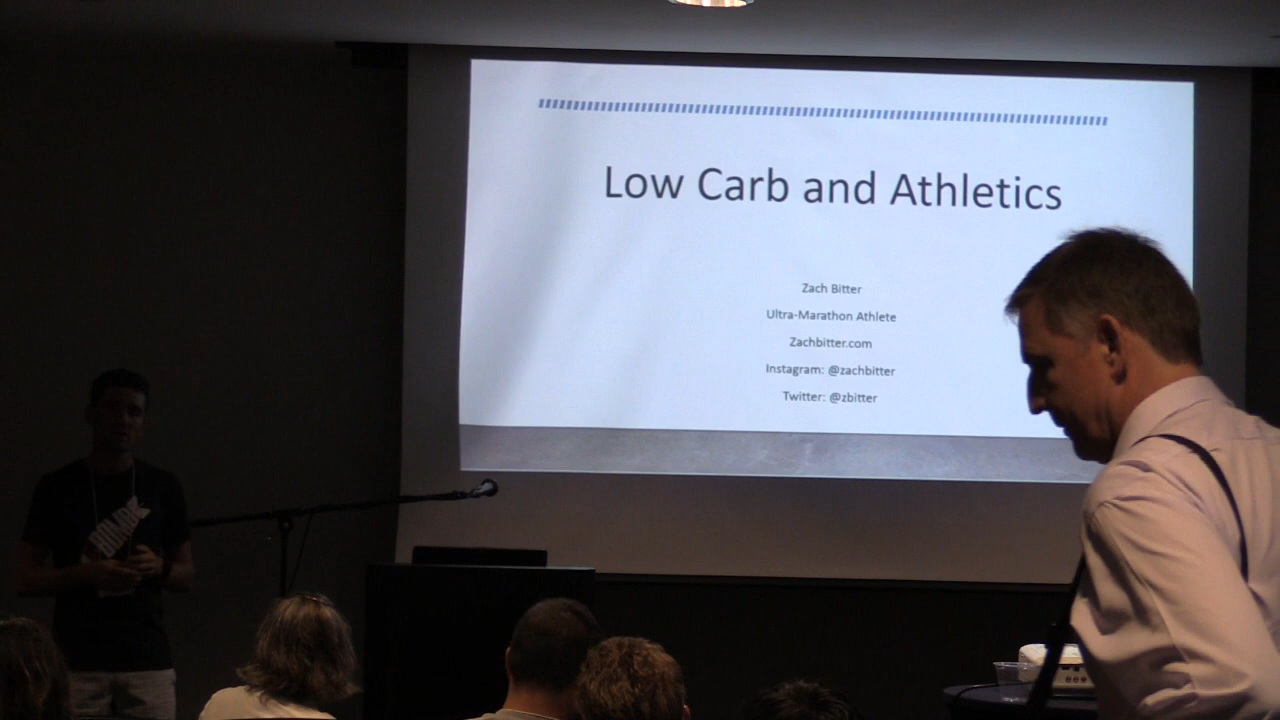 Low Carb and Athletics
Zach Bitter
Ultra-Marathon Athlete
Zachbitter.com
Instagram: @zachbitter
Twitter: @zbitter